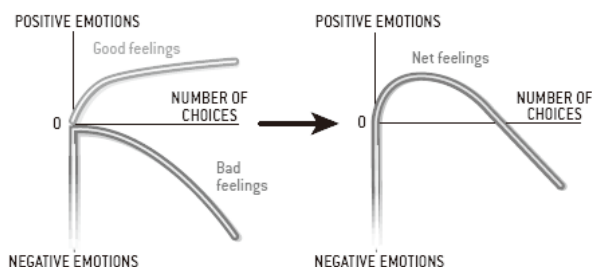 POSITIVE EMOTIONS
Good feelings
NUMBER OF
CHOICES
0
Bad
feelings
NEGATIVE EMOTIONS
POSITIVE EMOTIONS
Net feelings
NUMBER OF
CHOICES
0
NEGATIVE EMOTIONS